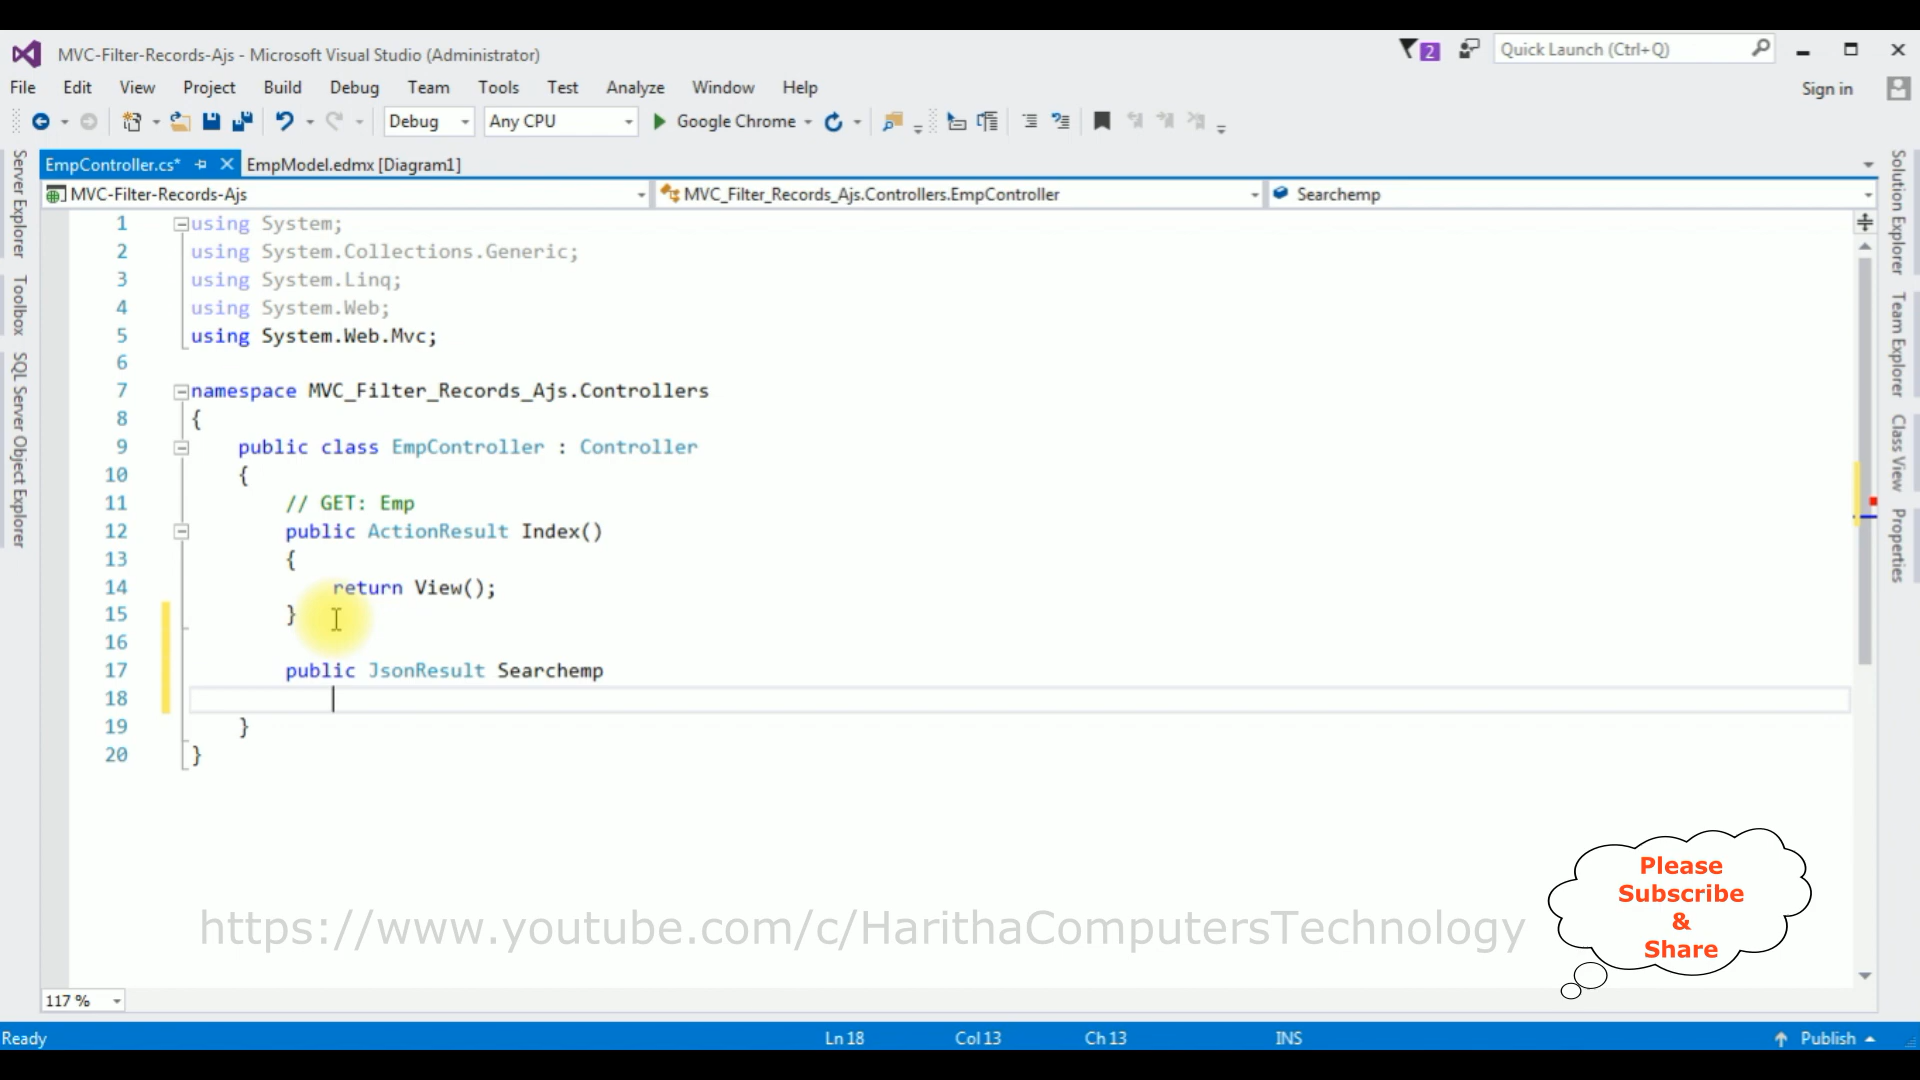 MVC-Filter-Records-Ajs - Microsoft Visual Studio (Administrator)
2
Quick Launch (Ctrl+Q)
File Edit View Project Build Debug Team Tools Test Analyze Window Help
Sign in
Debug
Any CPU
Google Chrome
EmpController.cs*
EmpModel.edmx [Diagram1]
MVC-Filter-Records-Ajs
MVC_Filter_Records_Ajs.Controllers.EmpController
Searchemp
Server Explorer
Toolbox
SQL Server Object Explorer
1 using System;
2 using System.Collections.Generic;
3 using System.Linq;
4 using System.Web;
5 using System.Web.Mvc;
6
7 namespace MVC_Filter_Records_Ajs.Controllers
8 {
9 public class EmpController : Controller
10 {
11 // GET: Emp
12 public ActionResult Index()
13 {
14 return View();
15 }
16
17 public JsonResult Searchemp
18
19 }
20 }
Solution Explorer
Team Explorer
Class View
Properties
https://www.youtube.com/c/HarithaComputersTechnology
Please
Subscribe
&
Share
117 %
Ready
Ln 18
Col 13
Ch 13
INS
Publish